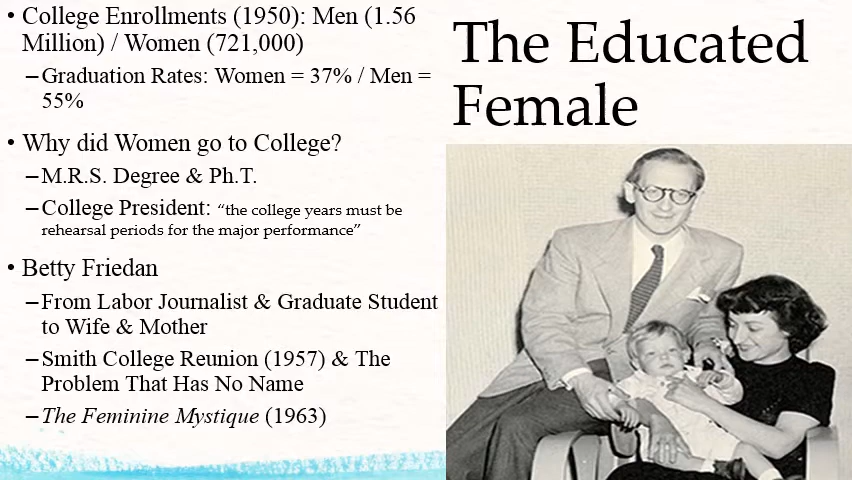 The Educated
Female
• College Enrollments (1950): Men (1.56
Million) / Women (721,000)
–Graduation Rates: Women = 37% / Men =
55%
• Why did Women go to College?
–M.R.S. Degree & Ph.T.
–College President: “the college years must be
rehearsal periods for the major performance”
• Betty Friedan
–From Labor Journalist & Graduate Student
to Wife & Mother
–Smith College Reunion (1957) & The
Problem That Has No Name
–The Feminine Mystique (1963)